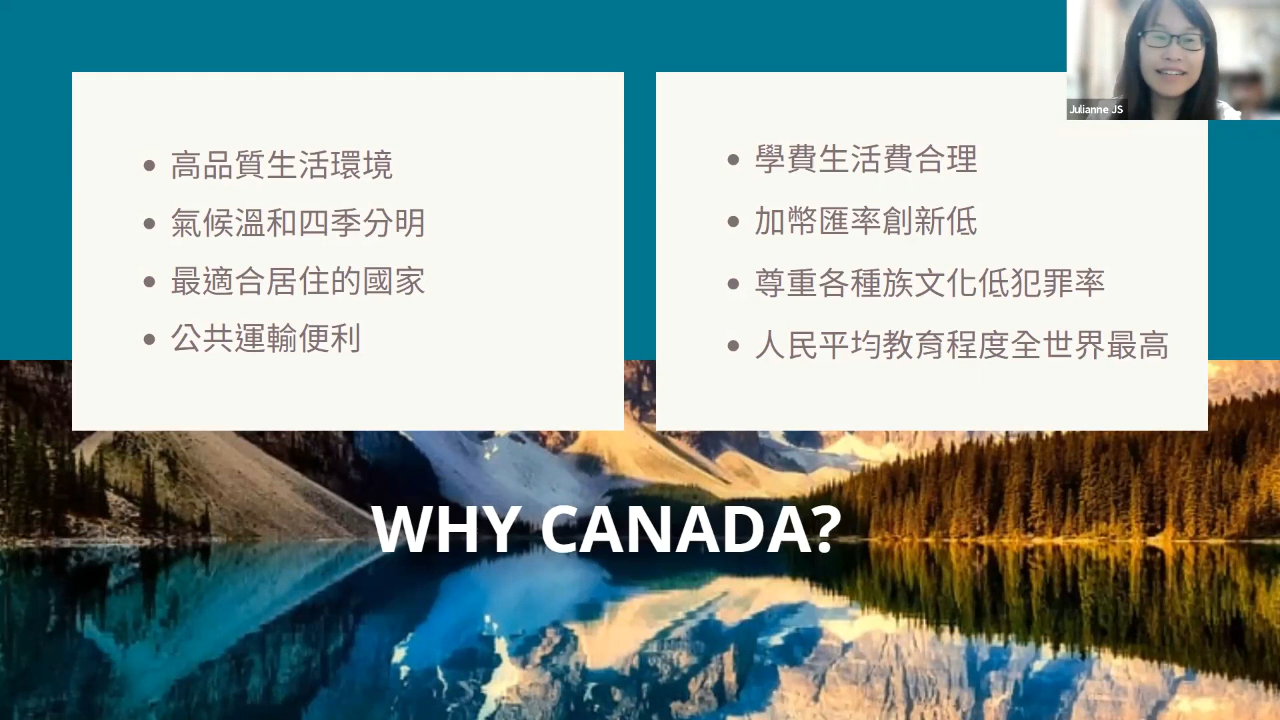 Julianne JS
高品質生活環境
氣候溫和四季分明
最適合居住的國家
公共運輸便利
學費生活費合理
加幣匯率創新低
尊重各種族文化低犯罪率
人民平均教育程度全世界最高
WHY CANADA?